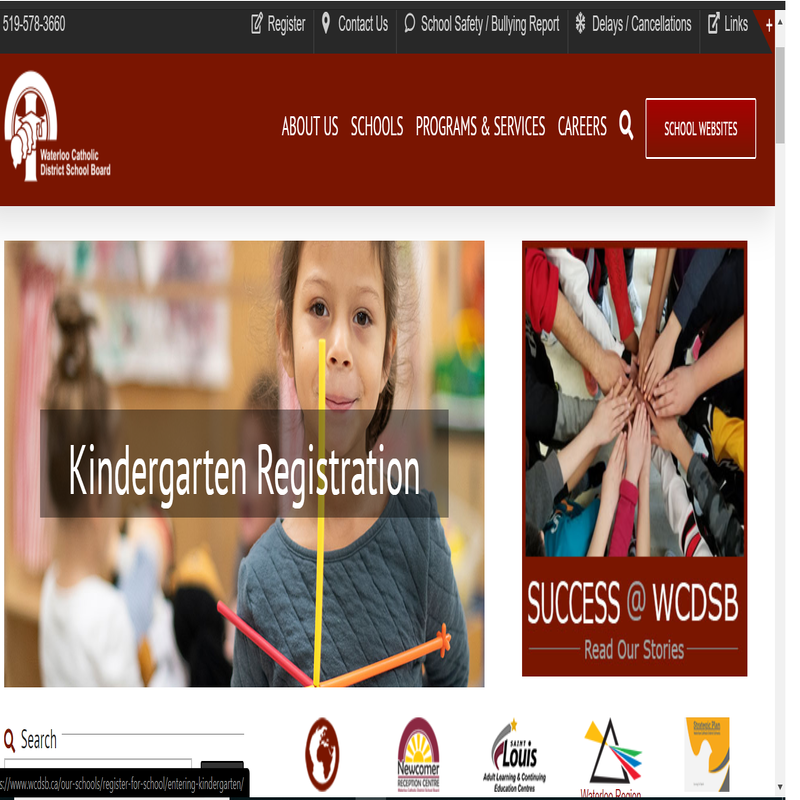 519-578-3660 Register Contact Us School Safety / Bullying Report Delays / Cancellations Links +
ABOUT US SCHOOLS PROGRAMS & SERVICES CAREERS SCHOOL WEBSITES
Waterloo Catholic
District School Board
Kindergarten Registration
SUCCESS @ WCDSB
Read Our Stories
Search
Newcomer
RECEPTION CENTRE
SAINT
LOUIS
Adult Learning & Continuing
Education Centres
Waterloo Region
Strategic Plan
s://www.wcdsb.ca/our-schools/register-for-school/entering-kindergarten/